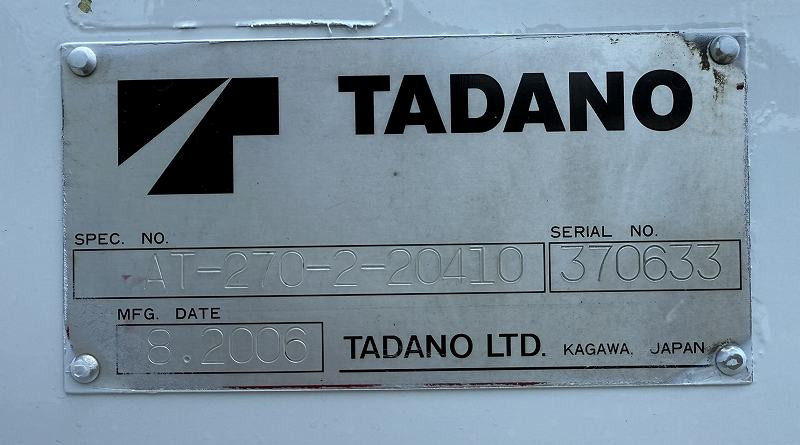 TADANO
SPEC. NO.
AT-270-2-20410
SERIAL NO.
370633
MFG. DATE
8.2006
TADANO LTD. KAGAWA, JAPAN